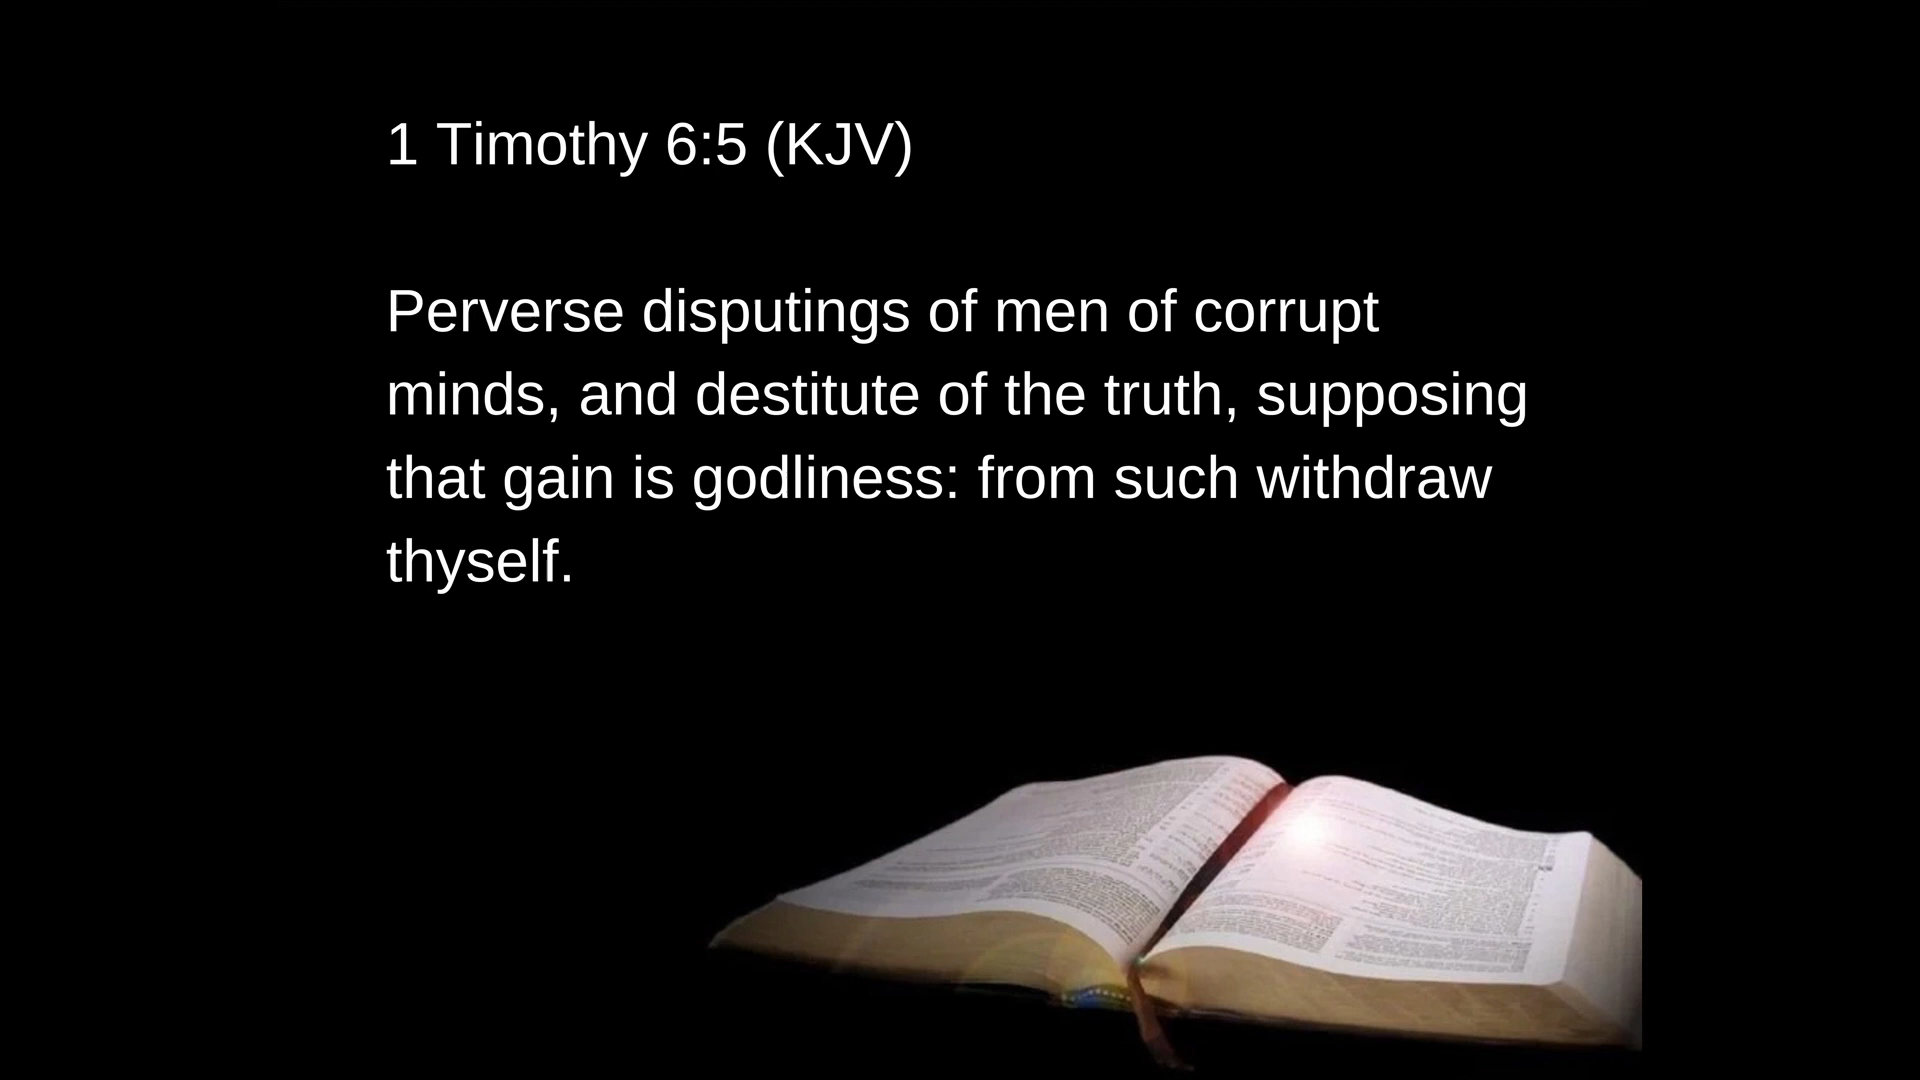 1 Timothy 6:5 (KJV)
Perverse disputings of men of corrupt
minds, and destitute of the truth, supposing
that gain is godliness: from such withdraw
thyself.